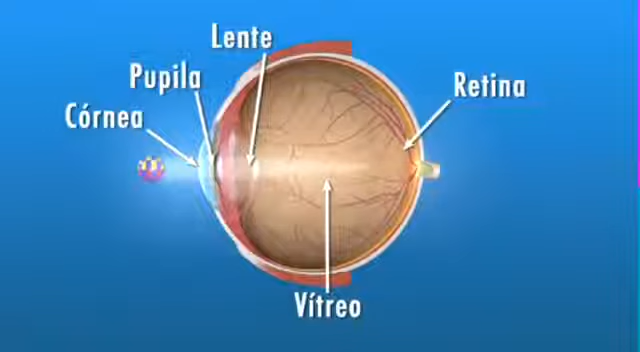 Lente
Pupila
Retina
Córnea
Vítreo